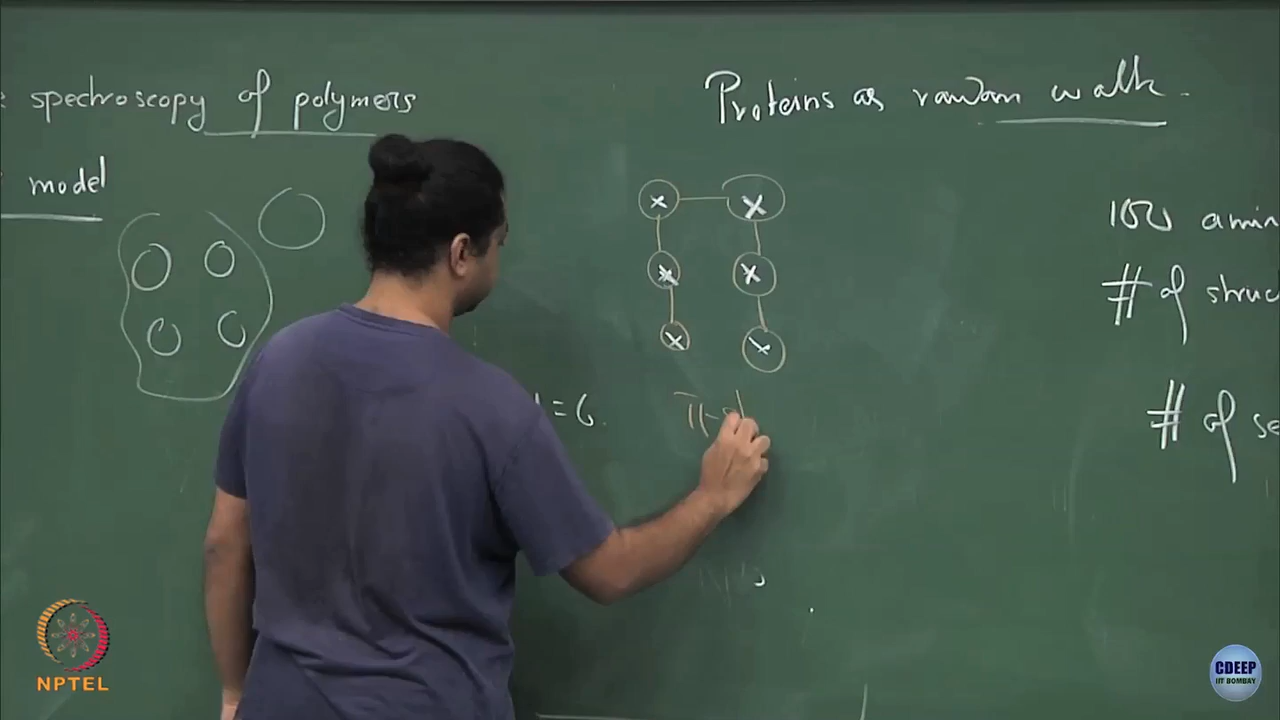 spectroscopy of polymers
model
Proteins as random walk.
100 amin
# of struc
# of se
=6.
NPTEL
CDEEP
IIT BOMBAY